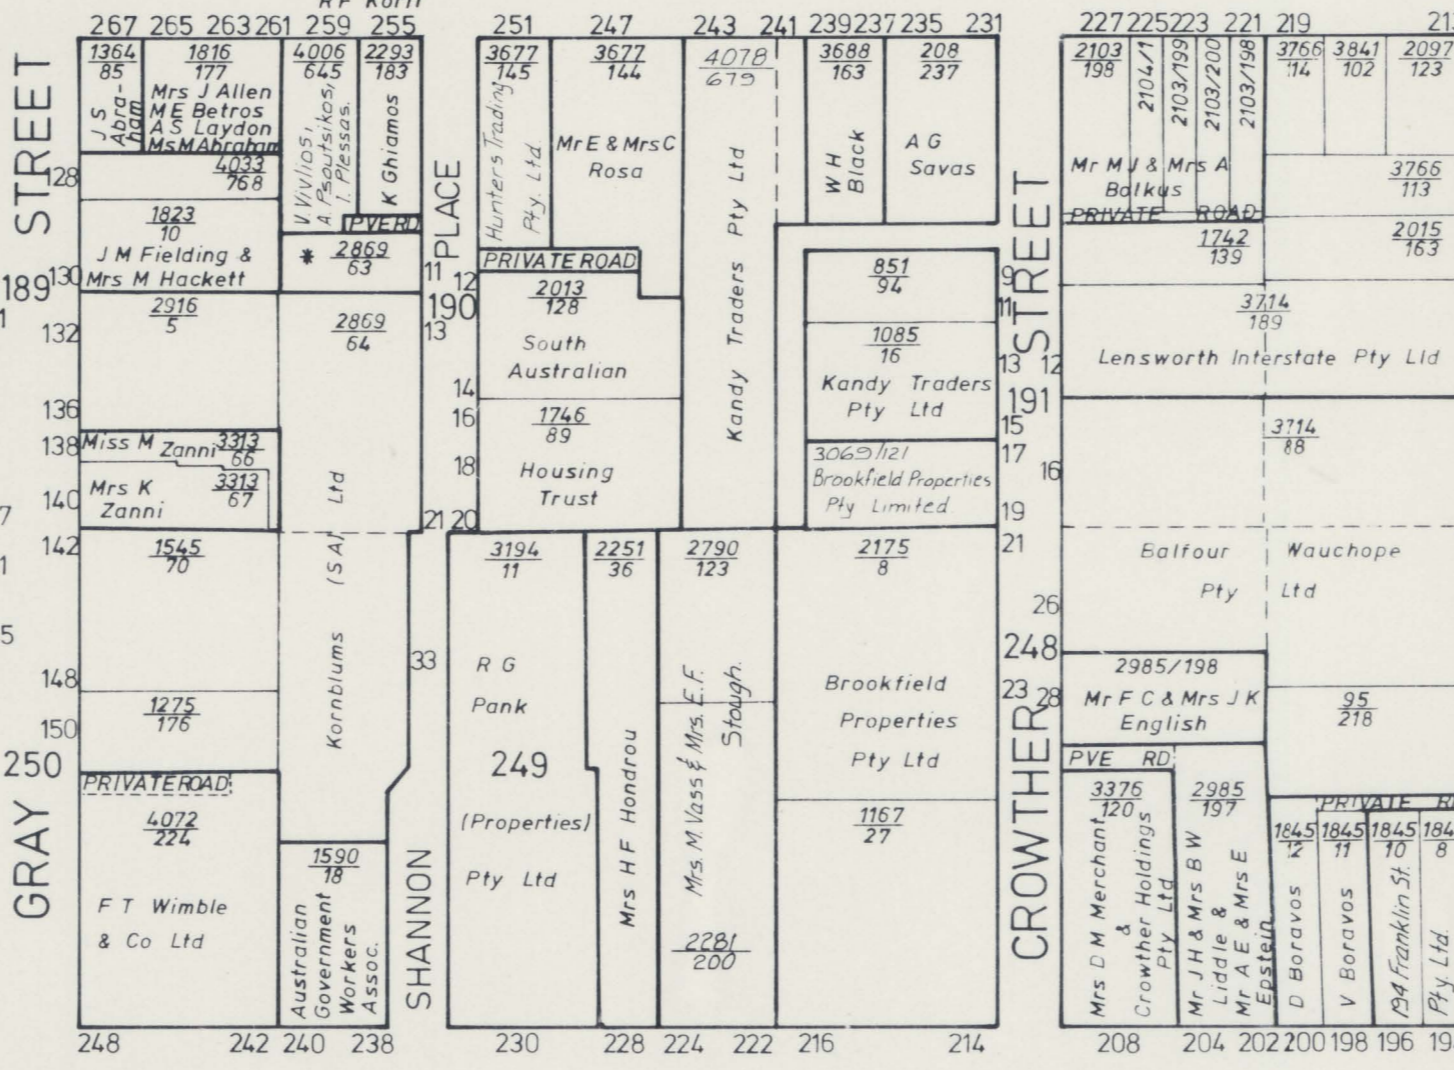 267 265 263 261 259 255 251 247 243 241 239 237 235 231 227 225 223 221 219
STREET
1364
85
J S
Abra-
ham
1816
177
Mrs J Allen
M E Betros
A S Laydon
Ms M Abraham
4006
645
V. Vivlios,
A. Psoutsikos,
I. Plessas.
2293
183
K Ghiamos
128
4033
768
1823
10
J M Fielding &
Mrs M Hackett
PVE RD
* 2869
63
130
189
2916
5
132
136
2869
64
138
Miss M Zanni 3313
66
140
Mrs K
Zanni
3313
67
142
1545
70
148
1275
176
150
250
PRIVATE ROAD
4072
224
F T Wimble
& Co Ltd
GRAY
248 242
Kornblums (SA) Ltd
1590
18
Australian
Government
Workers
Assoc.
240 238
PLACE
11 12
190
13
14
16
18
21 20
33
SHANNON
3677
145
Hunters Trading
Pty. Ltd.
3677
144
Mr E & Mrs C
Rosa
4078
679
Kandy Traders Pty Ltd
PRIVATE ROAD
2013
128
South
Australian
1746
89
Housing
Trust
3688
163
W H
Black
208
237
A G
Savas
851
94
1085
16
Kandy Traders
Pty Ltd
3069/121
Brookfield Properties
Pty Limited
3194
11
R G
Pank
249
(Properties)
Pty Ltd
2251
36
Mrs H F Hondrou
2790
123
Mrs. M. Vass & Mrs. E.F.
Stough.
2281
200
2175
8
Brookfield
Properties
Pty Ltd
1167
27
230 228 224 222 216 214
STREET
9
11
13 12
191
15
17
16
19
21
26
248
23 28
CROWTHER
2103
198
2104/1
2103/199
2103/200
2103/198
Mr M J & Mrs A
Balkus
PRIVATE ROAD
3766
114
3841
102
2097
123
3766
113
1742
139
2015
163
3714
189
Lensworth Interstate Pty Ltd
3714
88
Balfour Wauchope
Pty Ltd
2985/198
Mr F C & Mrs J K
English
95
218
PVE RD
3376
120
Mrs D M Merchant
&
Crowther Holdings
Pty Ltd
2985
197
Mr J H & Mrs B W
Liddle &
Mr A E & Mrs E
Epstein
PRIVATE
1845
12
D Boravos
1845
11
V Boravos
1845
10
194 Franklin St.
8
Pty. Ltd.
208 204 202 200 198 196